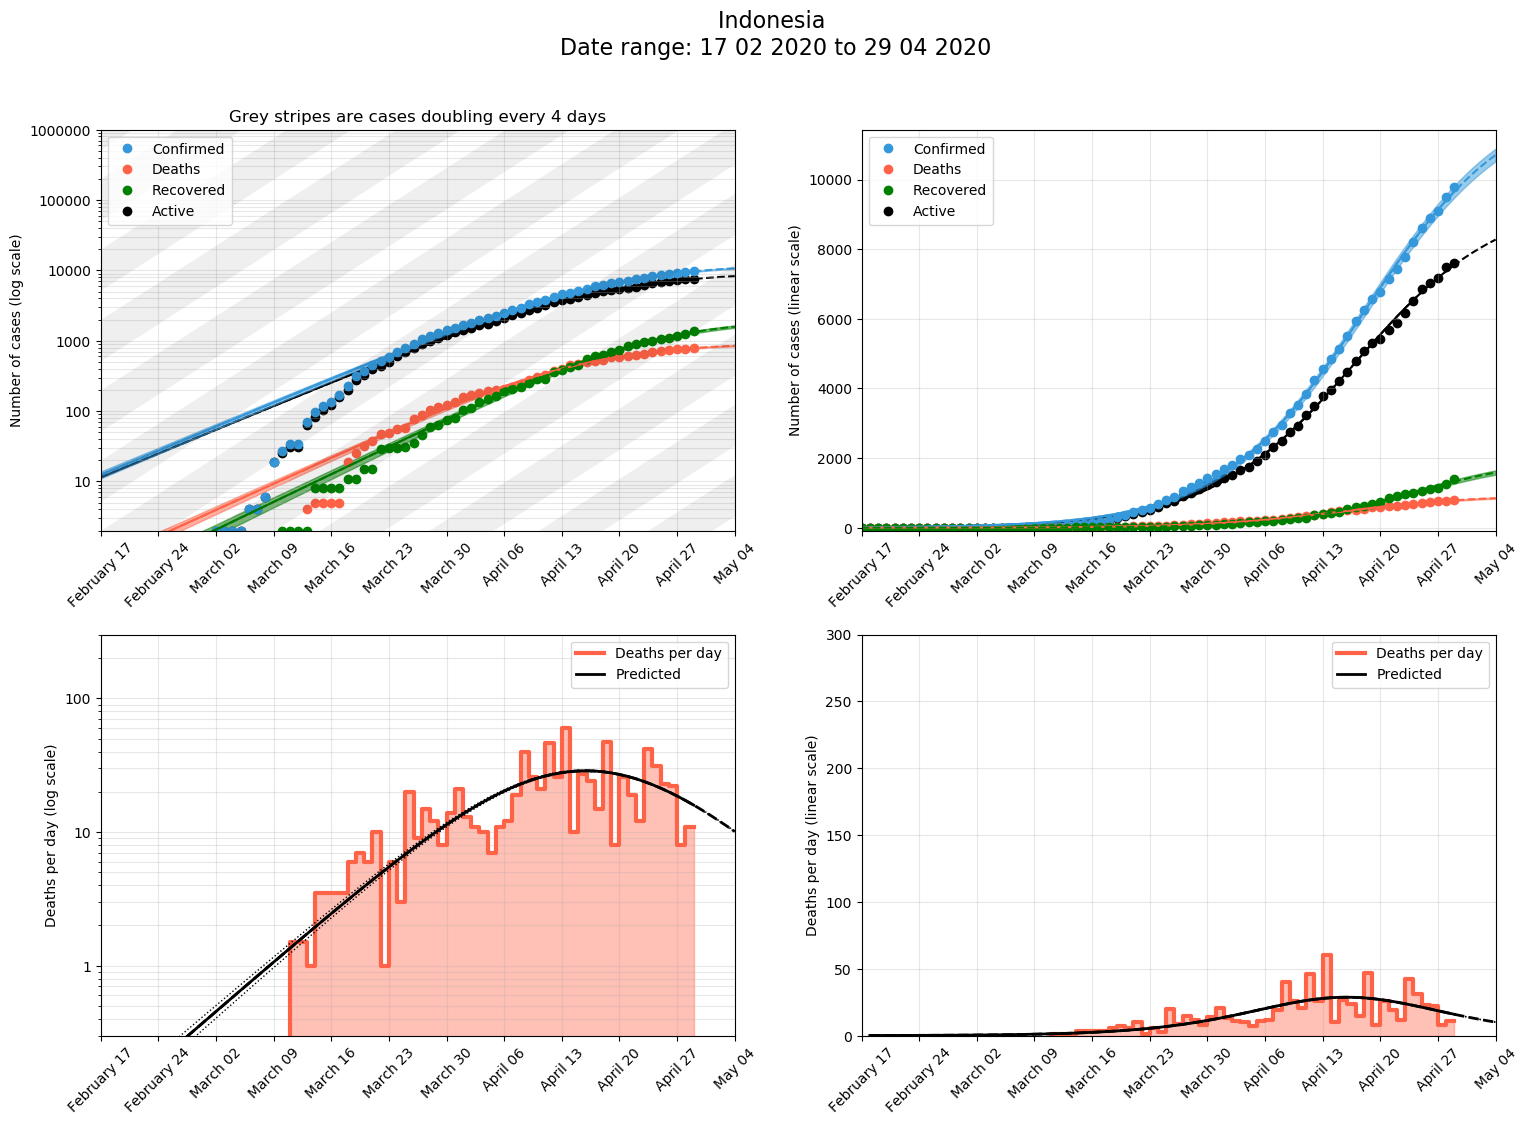 Indonesia
Date range: 17 02 2020 to 29 04 2020
Grey stripes are cases doubling every 4 days
Number of cases (log scale)
1000000
100000
10000
1000
100
10
Confirmed
Deaths
Recovered
Active
February 17
February 24
March 02
March 09
March 16
March 23
March 30
April 06
April 13
April 20
April 27
May 04
Number of cases (linear scale)
10000
8000
6000
4000
2000
0
Confirmed
Deaths
Recovered
Active
February 17
February 24
March 02
March 09
March 16
March 23
March 30
April 06
April 13
April 20
April 27
May 04
Deaths per day (log scale)
100
10
1
Deaths per day
Predicted
February 17
February 24
March 02
March 09
March 16
March 23
March 30
April 06
April 13
April 20
April 27
May 04
Deaths per day (linear scale)
300
250
200
150
100
50
0
Deaths per day
Predicted
February 17
February 24
March 02
March 09
March 16
March 23
March 30
April 06
April 13
April 20
April 27
May 04